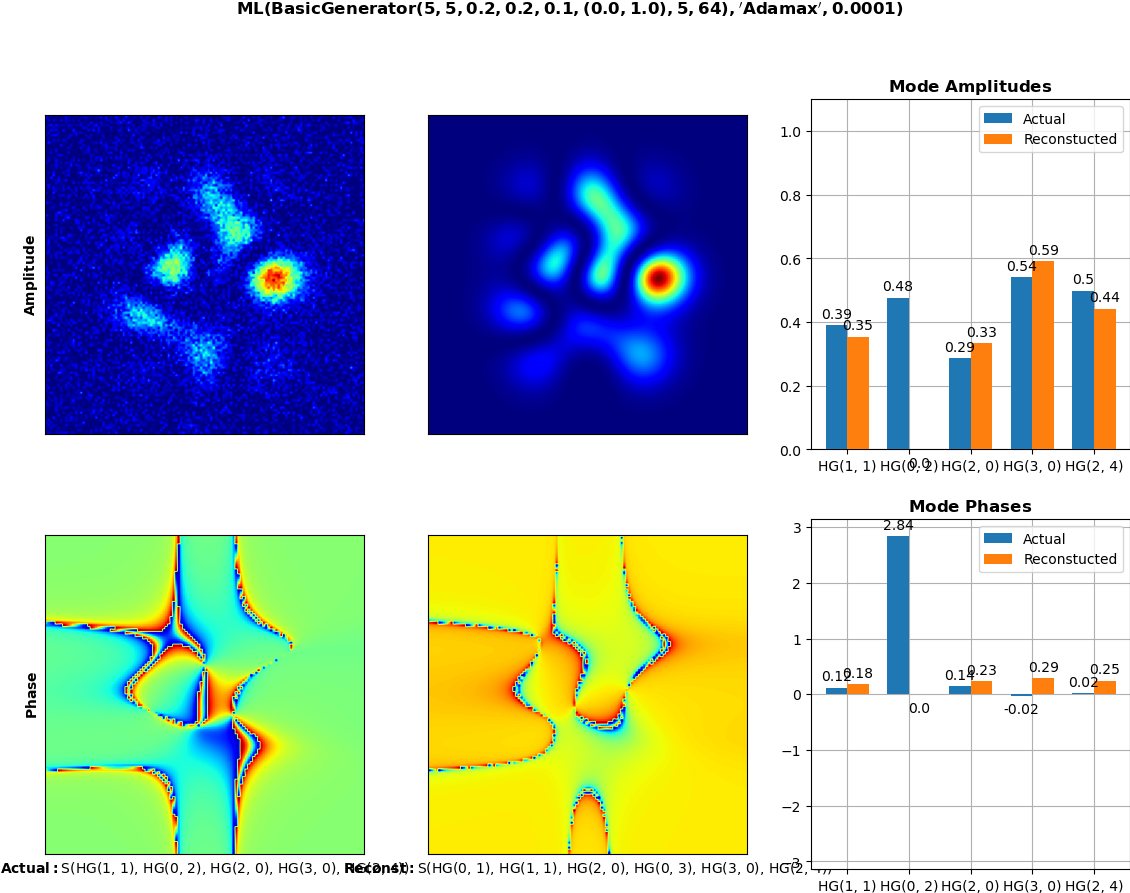 ML(BasicGenerator(5, 5, 0.2, 0.2, 0.1, (0.0, 1.0), 5, 64), ′Adamax′, 0.0001)
Mode Amplitudes
Actual
Reconstucted
1.0
0.8
0.6
0.4
0.2
0.0
0.39
0.35
0.48
0.0
0.29
0.33
0.54
0.59
0.5
0.44
HG(1, 1) HG(0, 2) HG(2, 0) HG(3, 0) HG(2, 4)
Amplitude
Mode Phases
Actual
Reconstucted
3
2
1
0
−1
−2
−3
0.12
0.18
2.84
0.0
0.14
0.23
-0.02
0.29
0.02
0.25
HG(1, 1) HG(0, 2) HG(2, 0) HG(3, 0) HG(2, 4)
Phase
Actual: S(HG(1, 1), HG(0, 2), HG(2, 0), HG(3, 0),
Reconst: S(HG(0, 1), HG(1, 1), HG(2, 0), HG(0, 3), HG(3, 0),